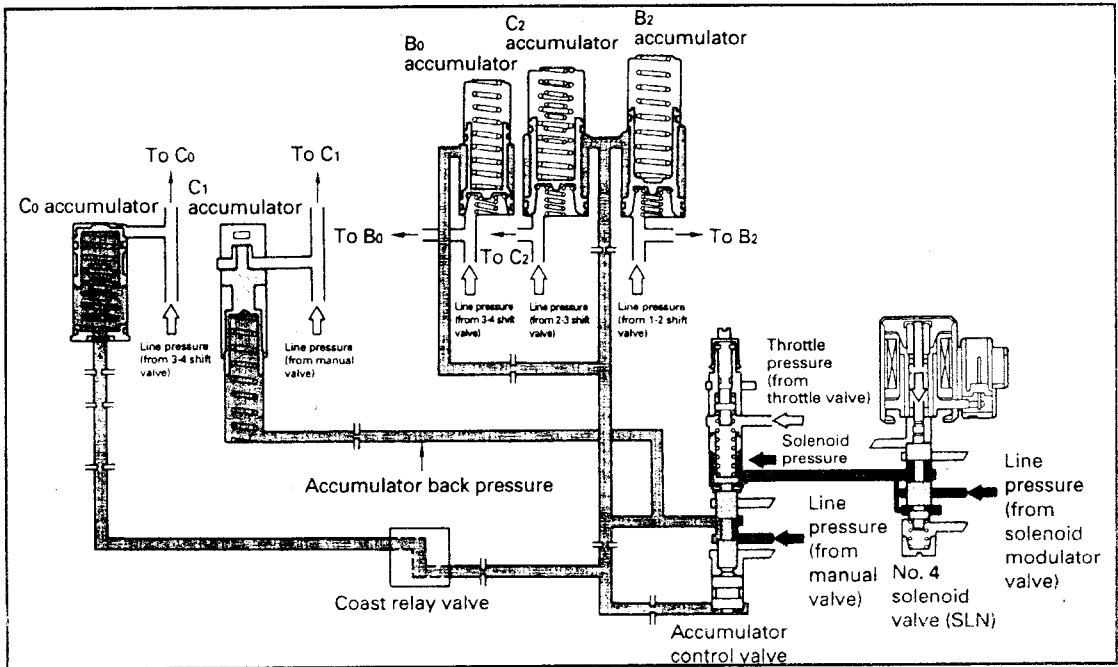 B2
accumulator
C2
accumulator
B0
accumulator
To C0
To C1
C1
accumulator
C0 accumulator
To B0
To C2
To B2
Line pressure
(from 3-4 shift
valve)
Line pressure
(from manual
valve)
Line pressure
(from 3-4 shift
valve)
Line pressure
(from 2-3 shift
valve)
Line pressure
(from 1-2 shift
valve)
Throttle
pressure
(from
throttle valve)
Solenoid
pressure
Accumulator back pressure
Line
pressure
(from
manual
valve)
Line
pressure
(from
solenoid
modulator
valve)
No. 4
solenoid
valve (SLN)
Coast relay valve
Accumulator
control valve